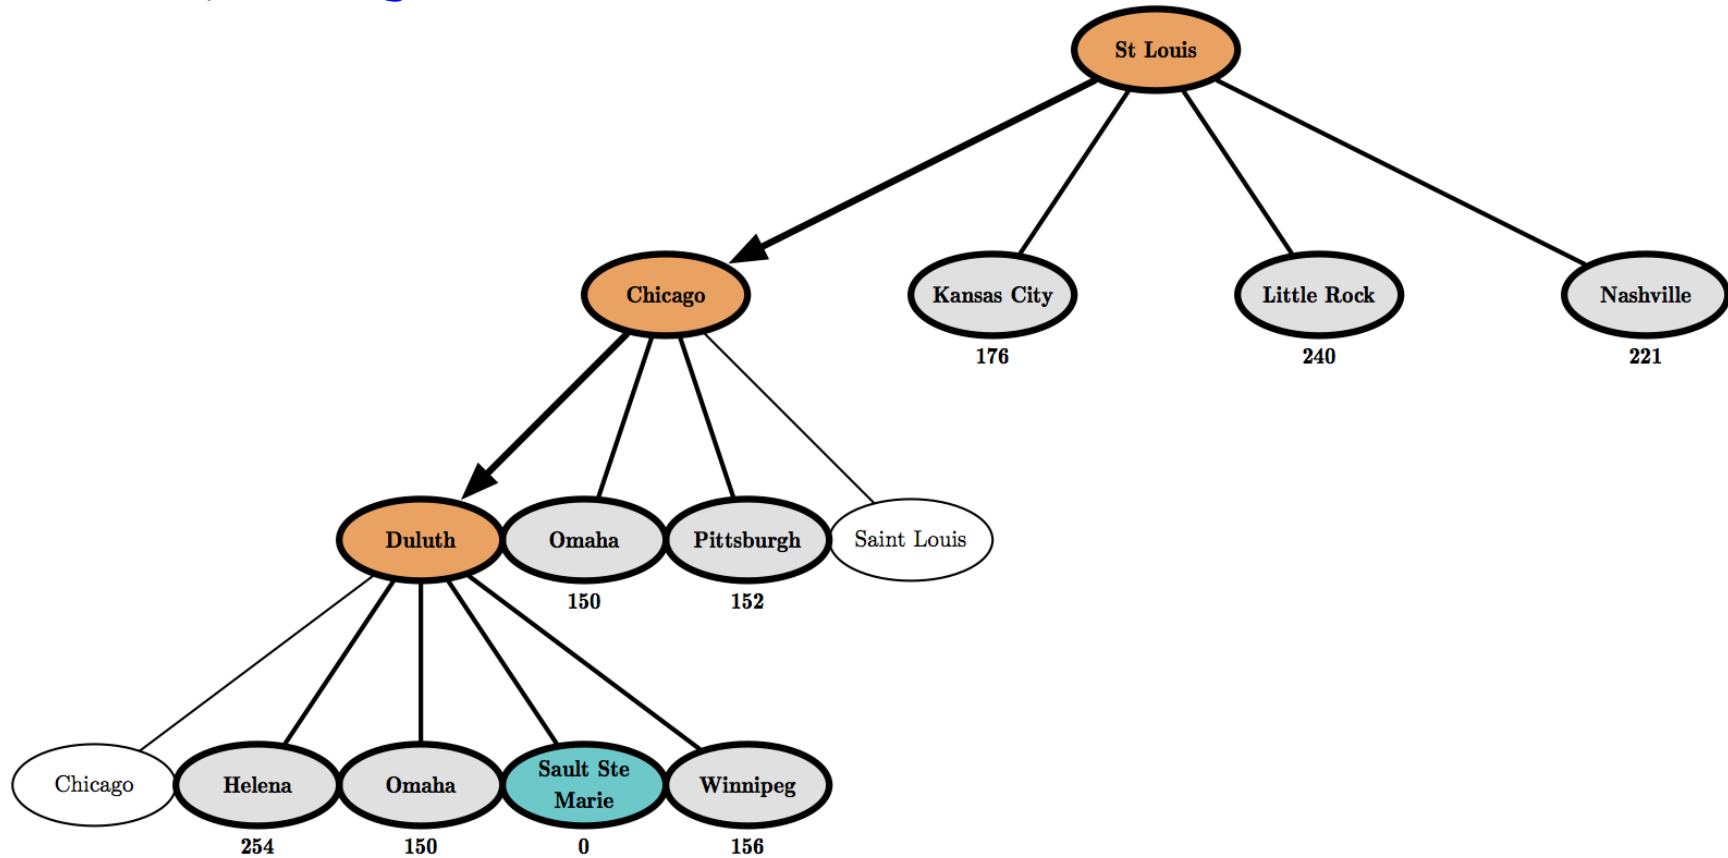 St Louis
Chicago
Kansas City
Little Rock
Nashville
176
240
221
Duluth
Omaha
Pittsburgh
Saint Louis
150
152
Chicago
Helena
Omaha
Sault Ste
Marie
Winnipeg
254
150
0
156